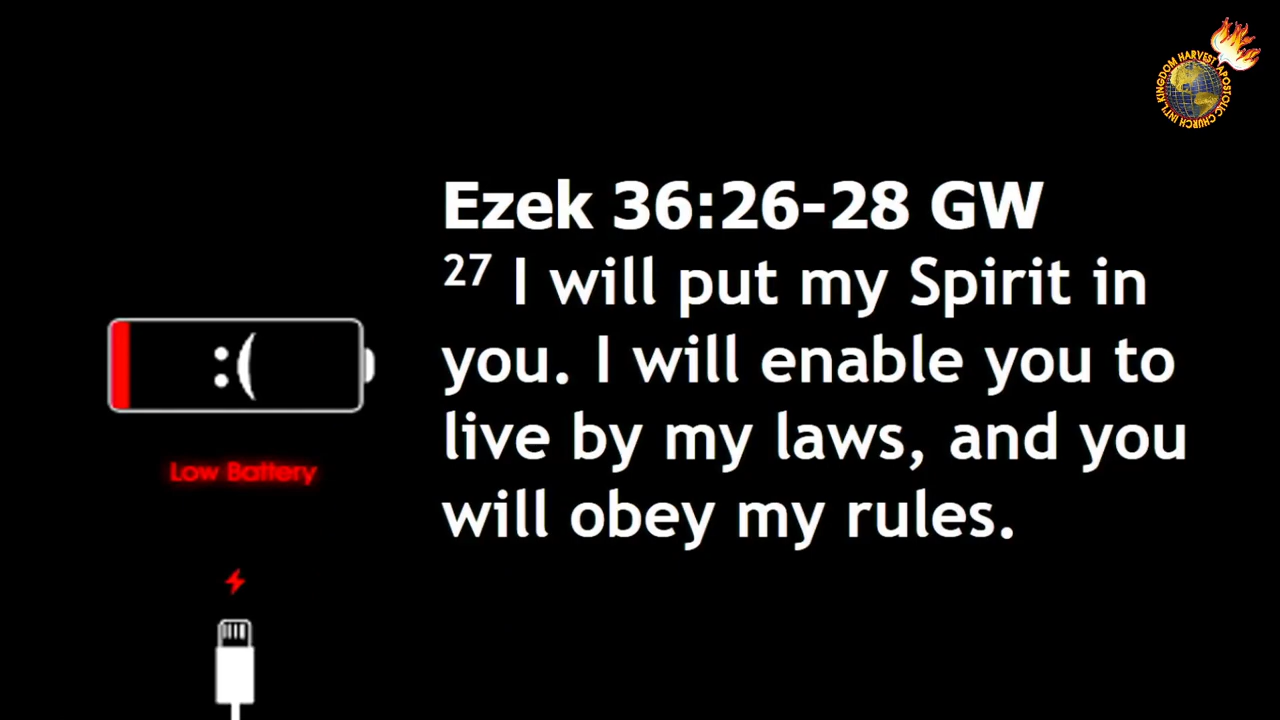 KINGDOM HARVEST APOSTOLIC CHURCH INT'L
Ezek 36:26-28 GW
27 I will put my Spirit in
you. I will enable you to
live by my laws, and you
will obey my rules.
:(
Low Battery